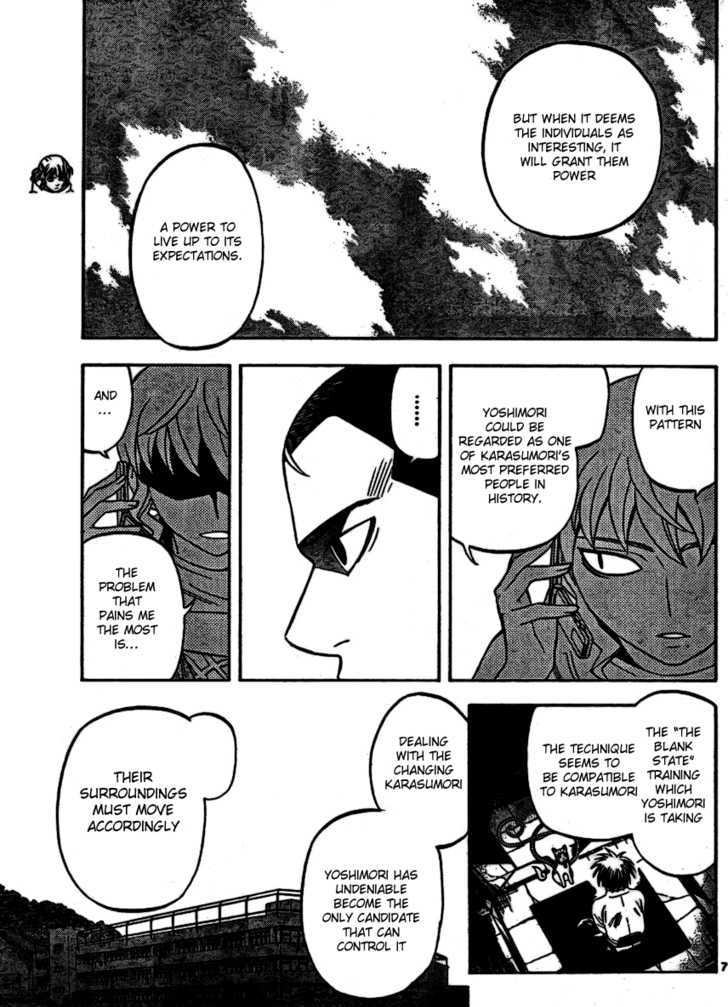 BUT WHEN IT DEEMS
THE INDIVIDUALS AS
INTERESTING, IT
WILL GRANT THEM
POWER
A POWER TO
LIVE UP TO ITS
EXPECTATIONS.
WITH THIS
PATTERN
YOSHIMORI
COULD BE
REGARDED AS ONE
OF KARASUMORI'S
MOST PREFERRED
PEOPLE IN
HISTORY.
........
AND
...
THE
PROBLEM
THAT
PAINS ME
THE MOST
IS...
THE "THE
BLANK
STATE"
TRAINING
WHICH
YOSHIMORI
IS TAKING
THE TECHNIQUE
SEEMS TO
BE COMPATIBLE
TO KARASUMORI
DEALING
WITH THE
CHANGING
KARASUMORI
YOSHIMORI HAS
UNDENIABLE
BECOME THE
ONLY CANDIDATE
THAT CAN
CONTROL IT
THEIR
SURROUNDINGS
MUST MOVE
ACCORDINGLY
7